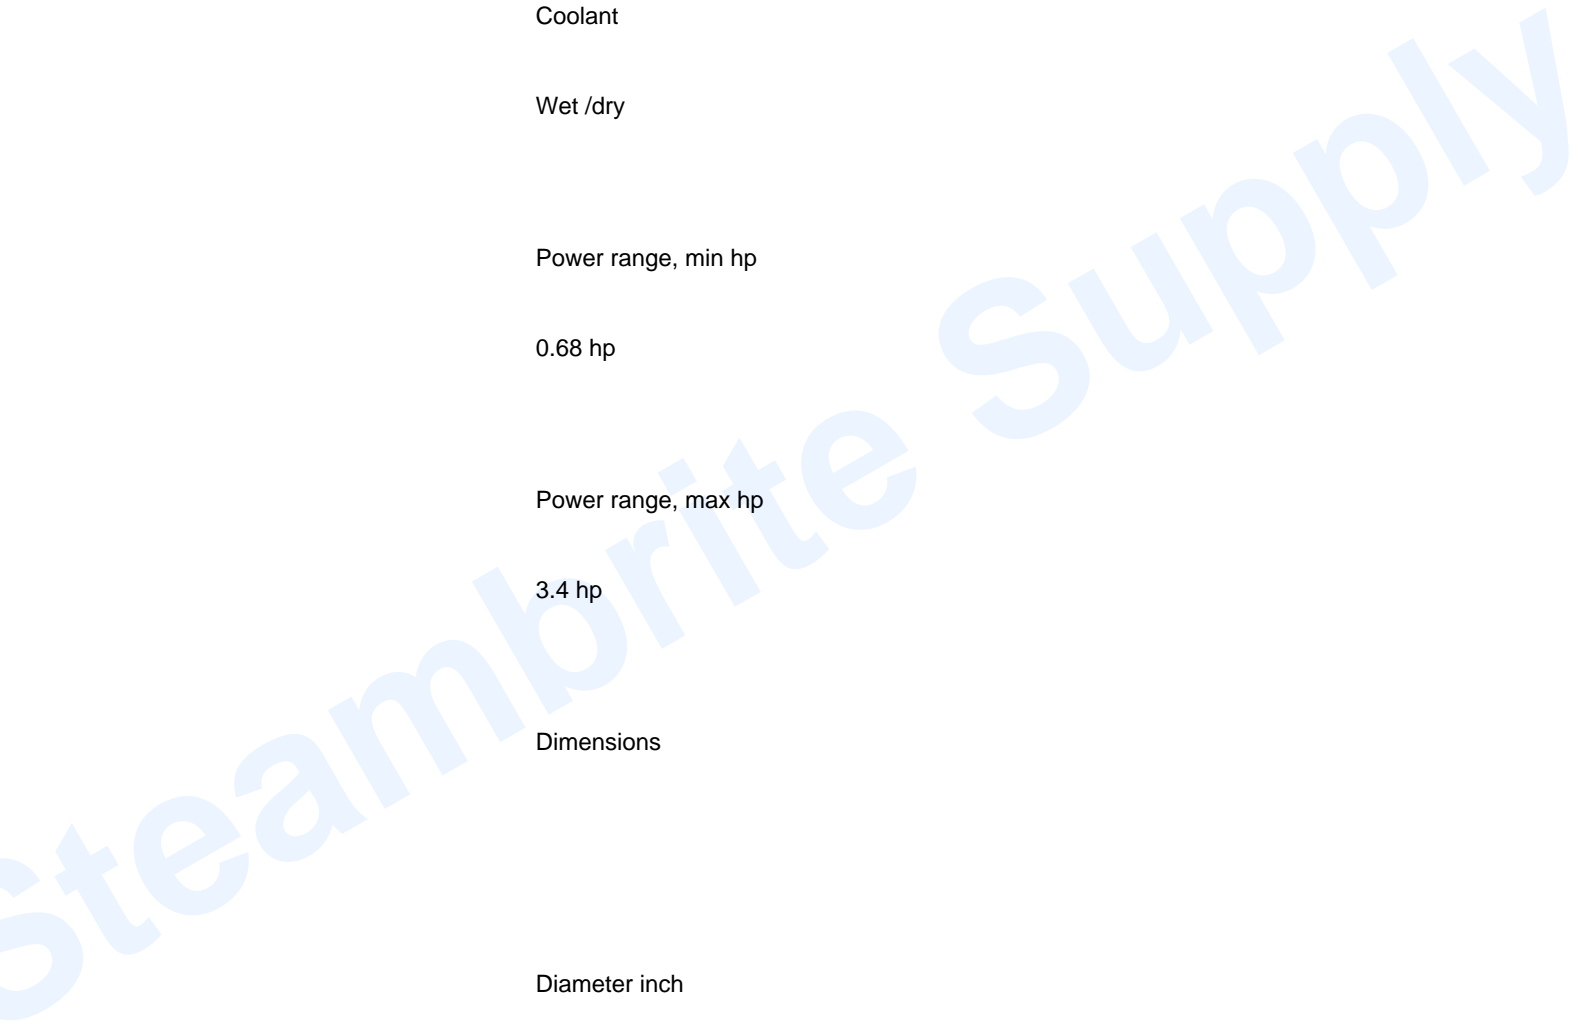 Coolant
Wet /dry
Power range, min hp
0.68 hp
Power range, max hp
3.4 hp
Dimensions
Diameter inch
Steambrite Supply